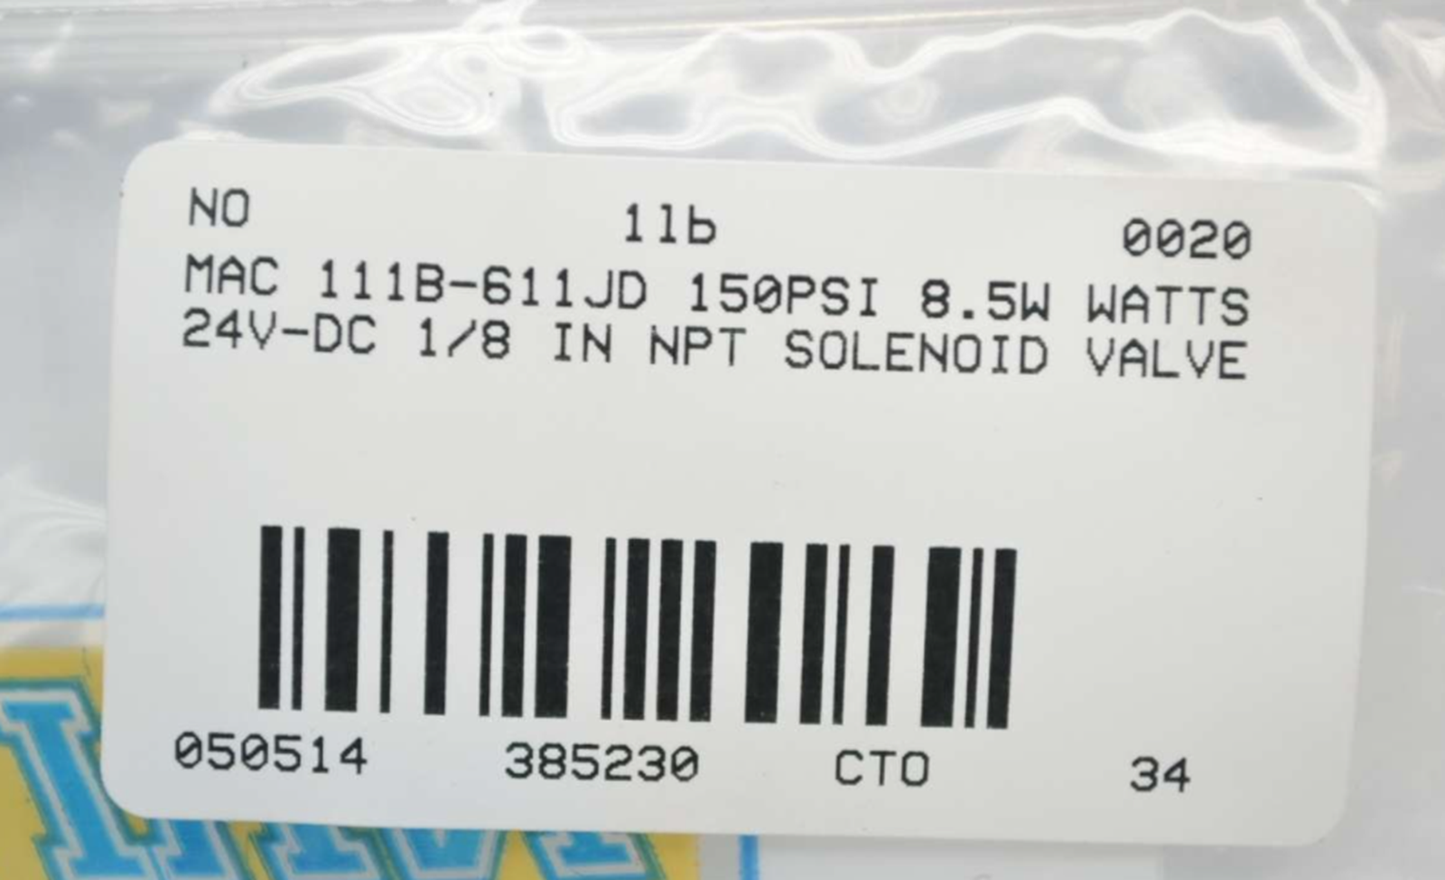 NO 1lb 0020
MAC 111B-611JD 150PSI 8.5W WATTS
24V-DC 1/8 IN NPT SOLENOID VALVE
050514 385230 CTO 34